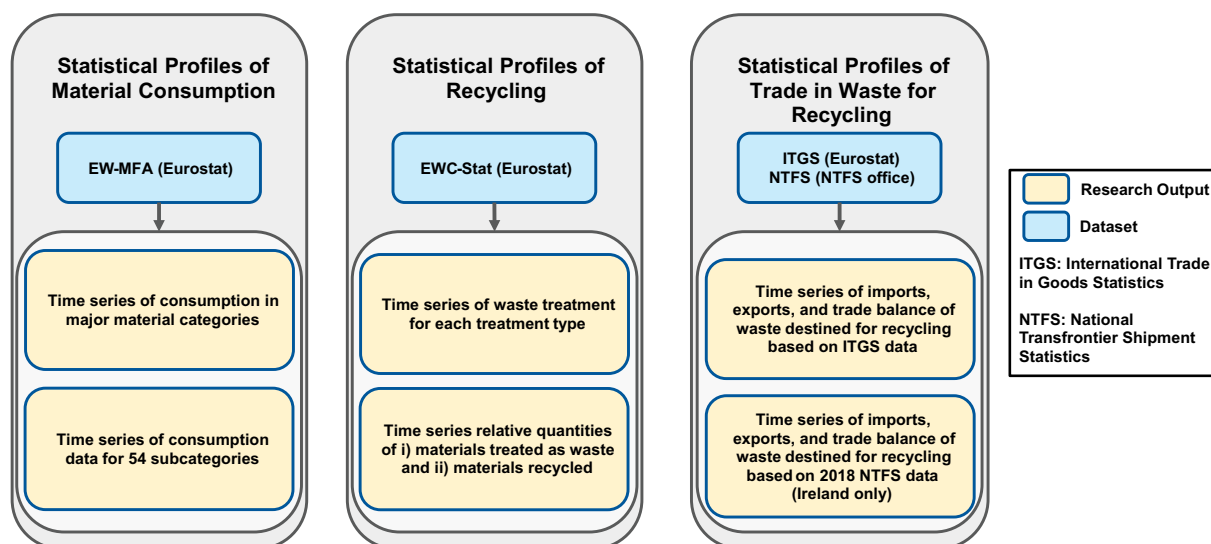 Statistical Profiles of
Material Consumption
EW-MFA (Eurostat)
Time series of consumption in
major material categories
Time series of consumption
data for 54 subcategories
Statistical Profiles of
Recycling
EWC-Stat (Eurostat)
Time series of waste treatment
for each treatment type
Time series relative quantities
of i) materials treated as waste
and ii) materials recycled
Statistical Profiles of
Trade in Waste for
Recycling
ITGS (Eurostat)
NTFS (NTFS office)
Time series of imports,
exports, and trade balance of
waste destined for recycling
based on ITGS data
Time series of imports,
exports, and trade balance of
waste destined for recycling
based on 2018 NTFS data
(Ireland only)
Research Output
Dataset
ITGS: International Trade
in Goods Statistics
NTFS: National
Transfrontier Shipment
Statistics